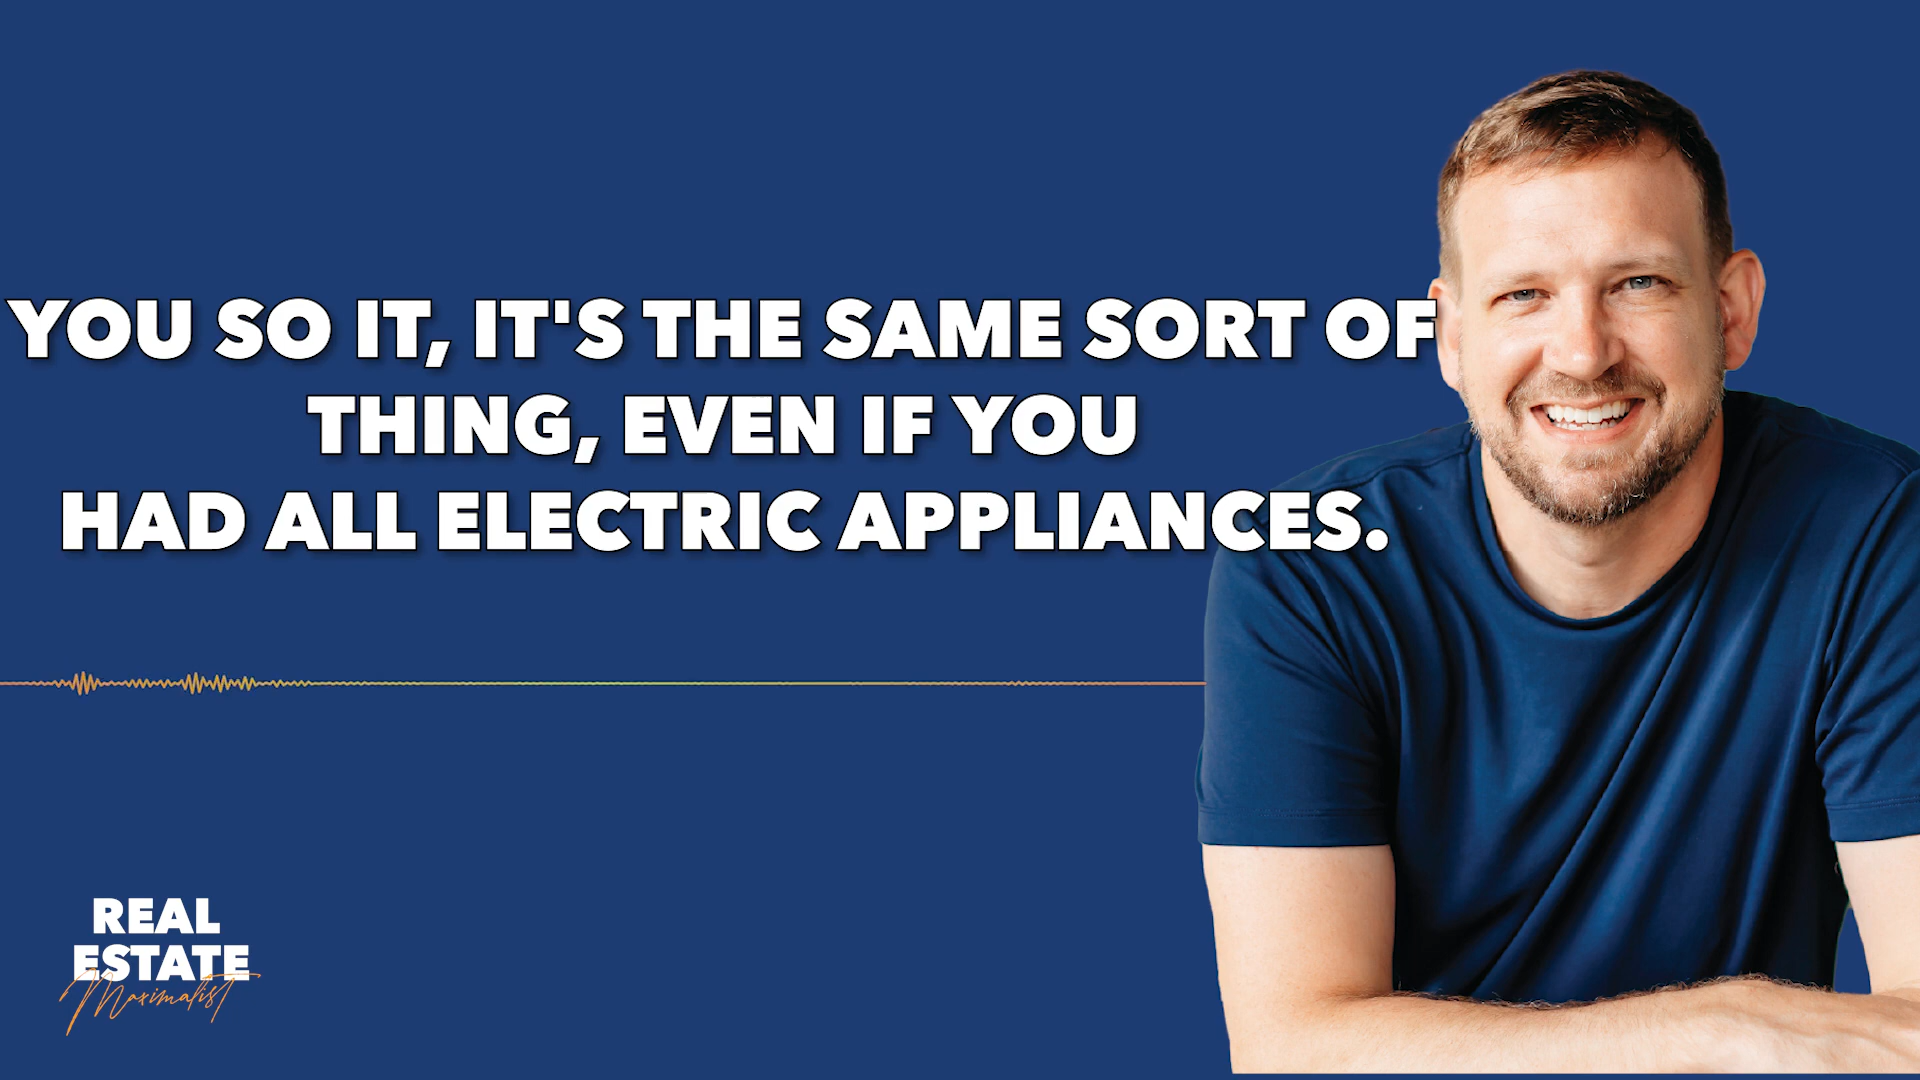 YOU SO IT, IT'S THE SAME SORT OF
THING, EVEN IF YOU
HAD ALL ELECTRIC APPLIANCES.
REAL
ESTATE
Maximalist